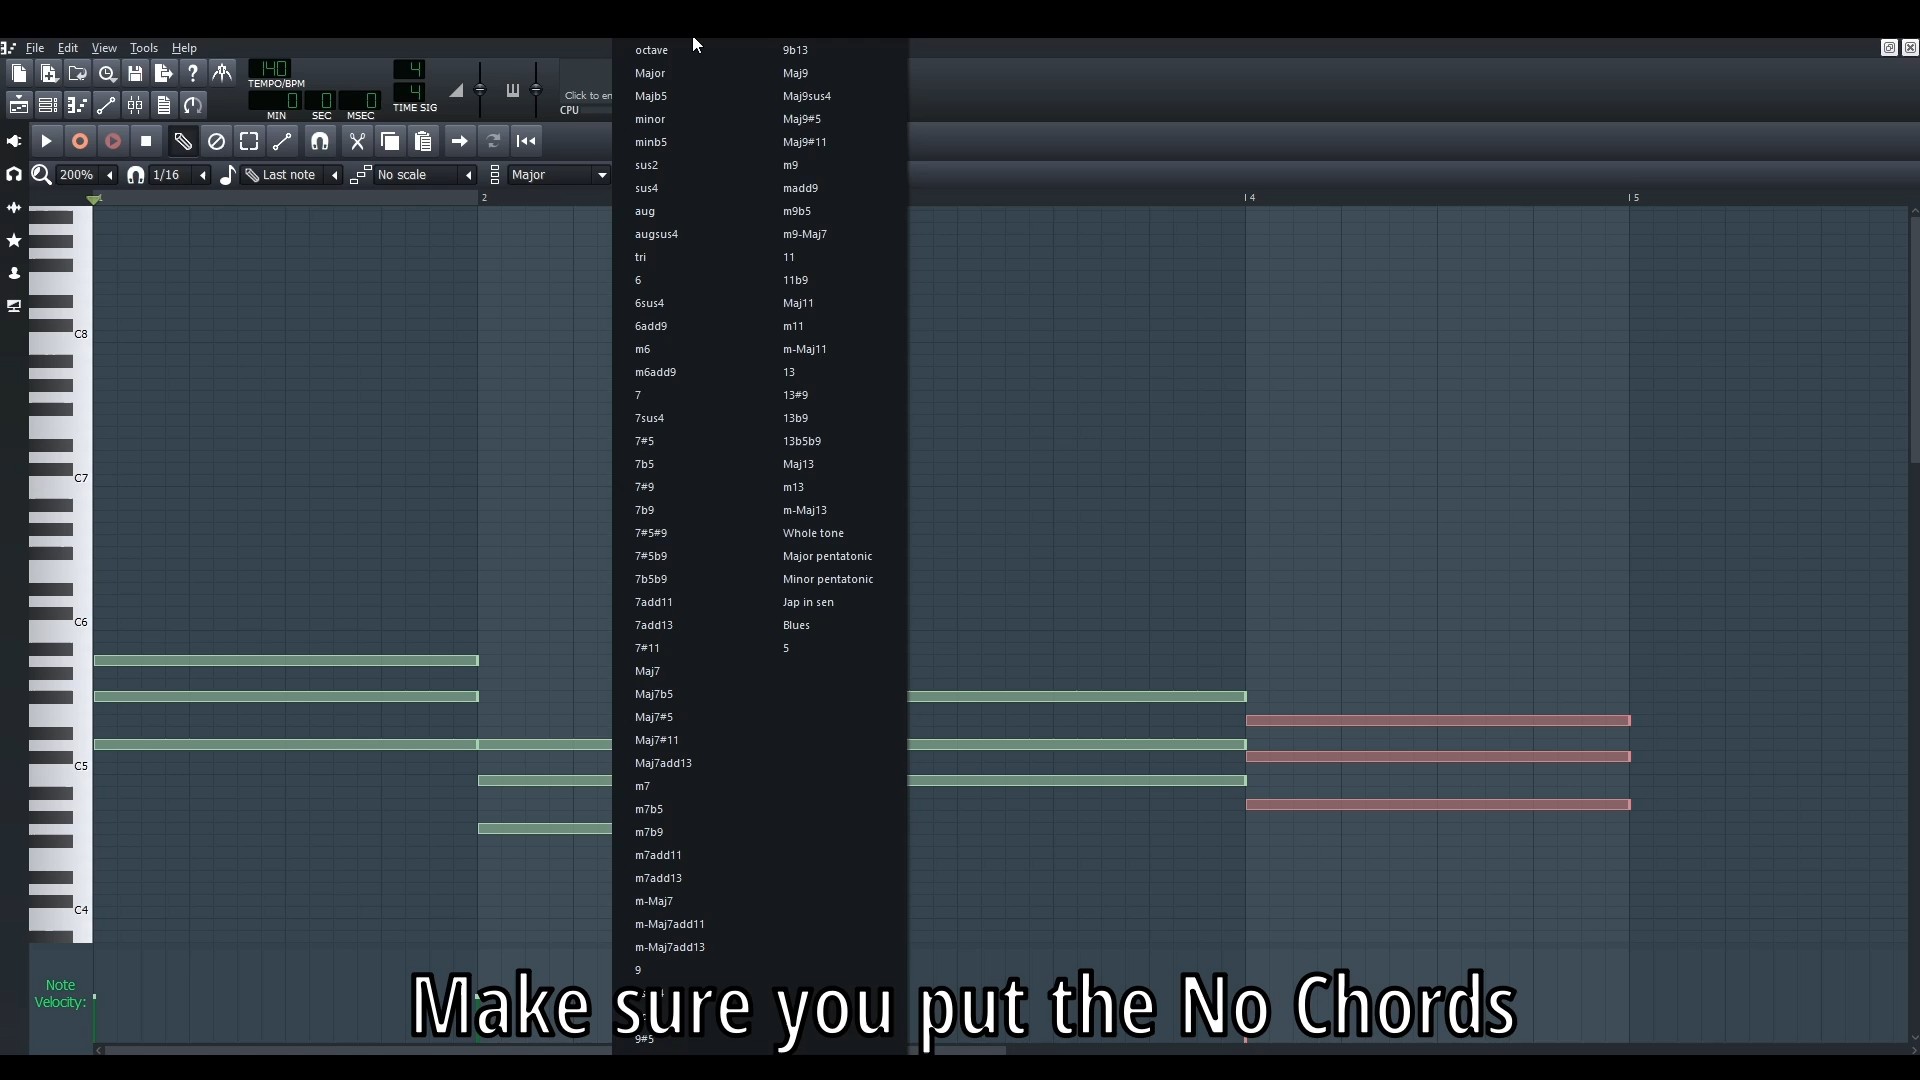 File Edit View Tools Help
140
TEMPO/BPM
4
4
TIME SIG
0 0 0
MIN SEC MSEC
Click to en
CPU
200% 1/16 Last note No scale Major
1 2 4 5
C8
C7
C6
C5
C4
octave
Major
Majb5
minor
minb5
sus2
sus4
aug
augsus4
tri
6
6sus4
6add9
m6
m6add9
7
7sus4
7#5
7b5
7#9
7b9
7#5#9
7#5b9
7b5b9
7add11
7add13
7#11
Maj7
Maj7b5
Maj7#5
Maj7#11
Maj7add13
m7
m7b5
m7b9
m7add11
m7add13
m-Maj7
m-Maj7add11
m-Maj7add13
9
9#5
9b13
Maj9
Maj9sus4
Maj9#5
Maj9#11
m9
madd9
m9b5
m9-Maj7
11
11b9
Maj11
m11
m-Maj11
13
13#9
13b9
13b5b9
Maj13
m13
m-Maj13
Whole tone
Major pentatonic
Minor pentatonic
Jap in sen
Blues
5
Note
Velocity:
Make sure you put the No Chords